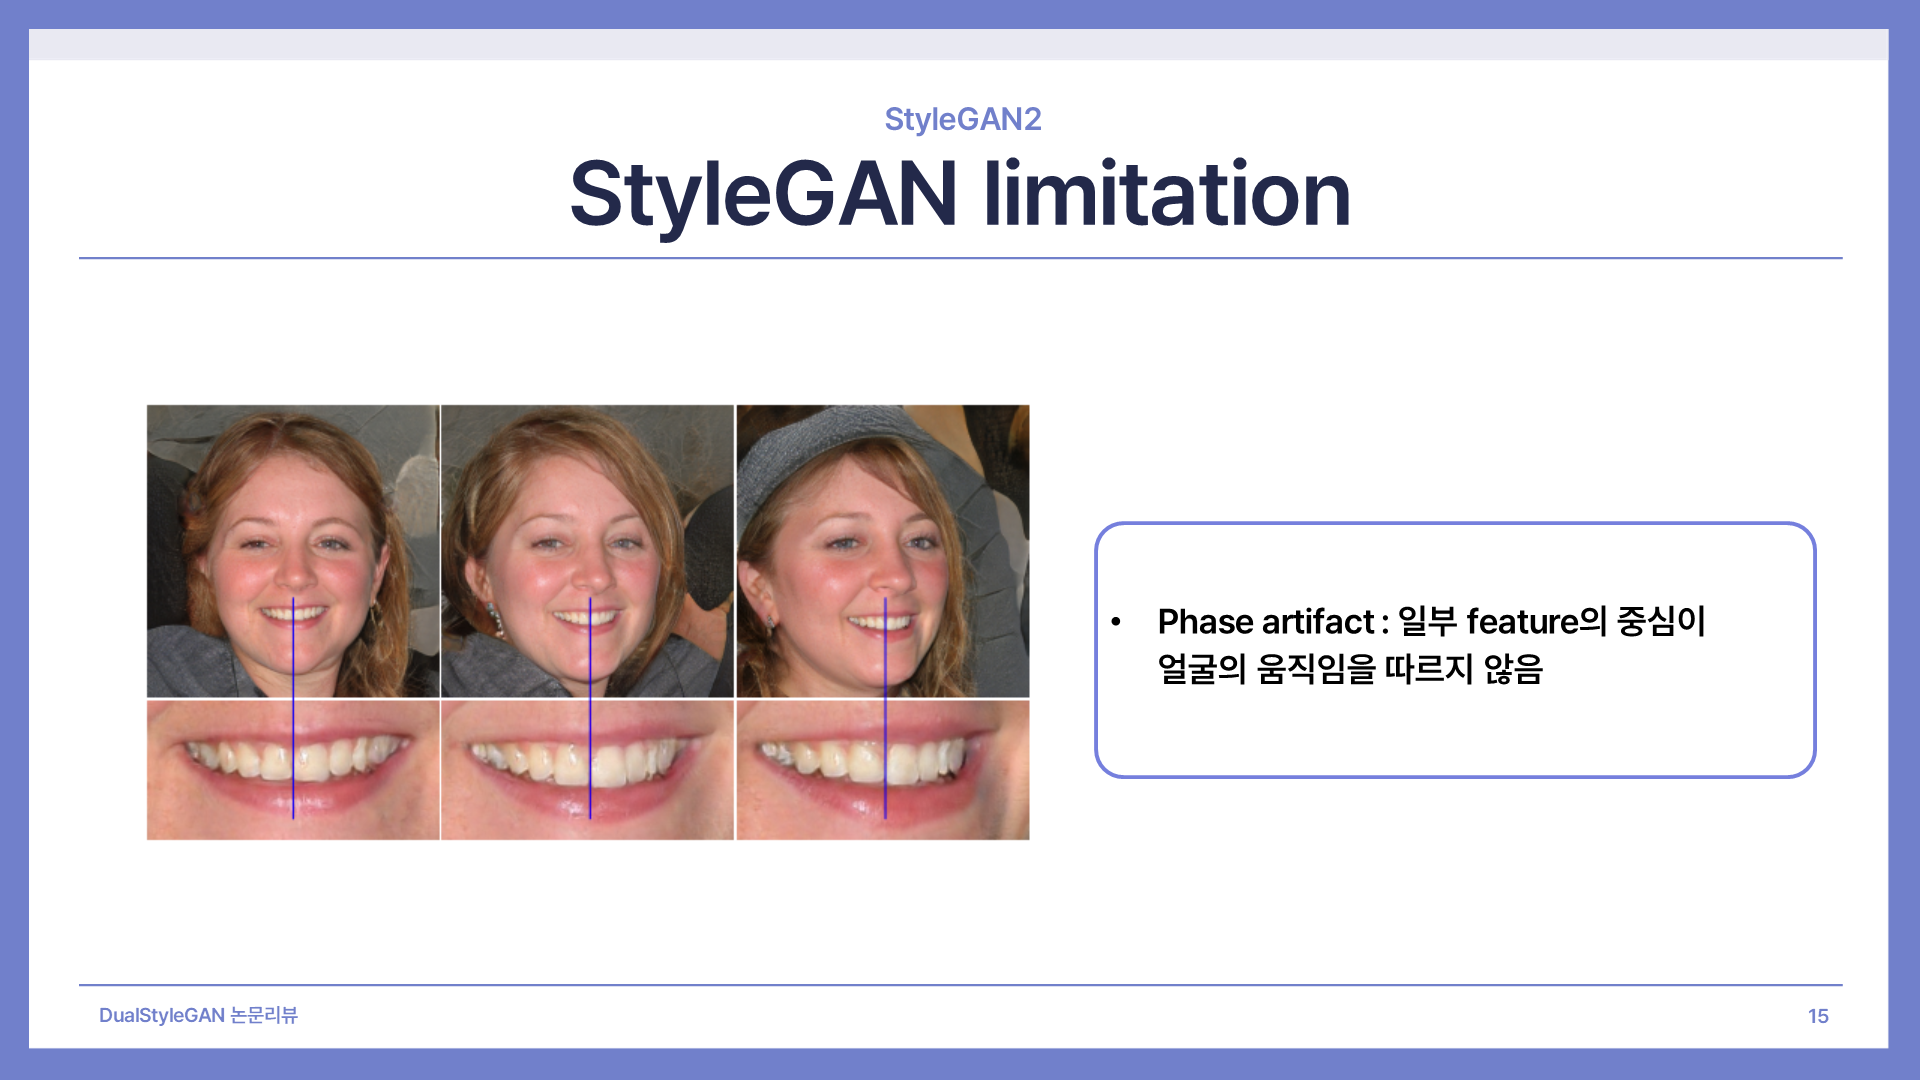 StyleGAN2
StyleGAN limitation
• Phase artifact : 일부 feature의 중심이
얼굴의 움직임을 따르지 않음
DualStyleGAN 논문리뷰
15